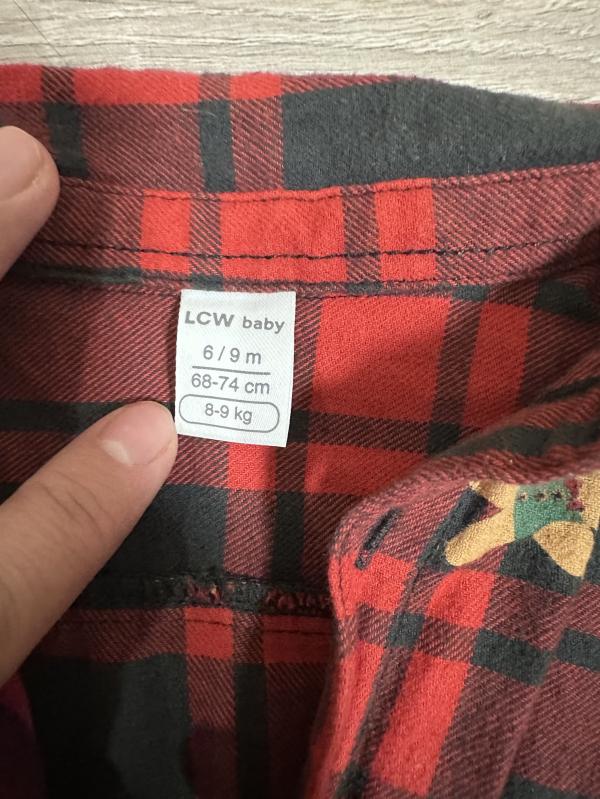 LCW baby
6 / 9 m
68-74 cm
8-9 kg